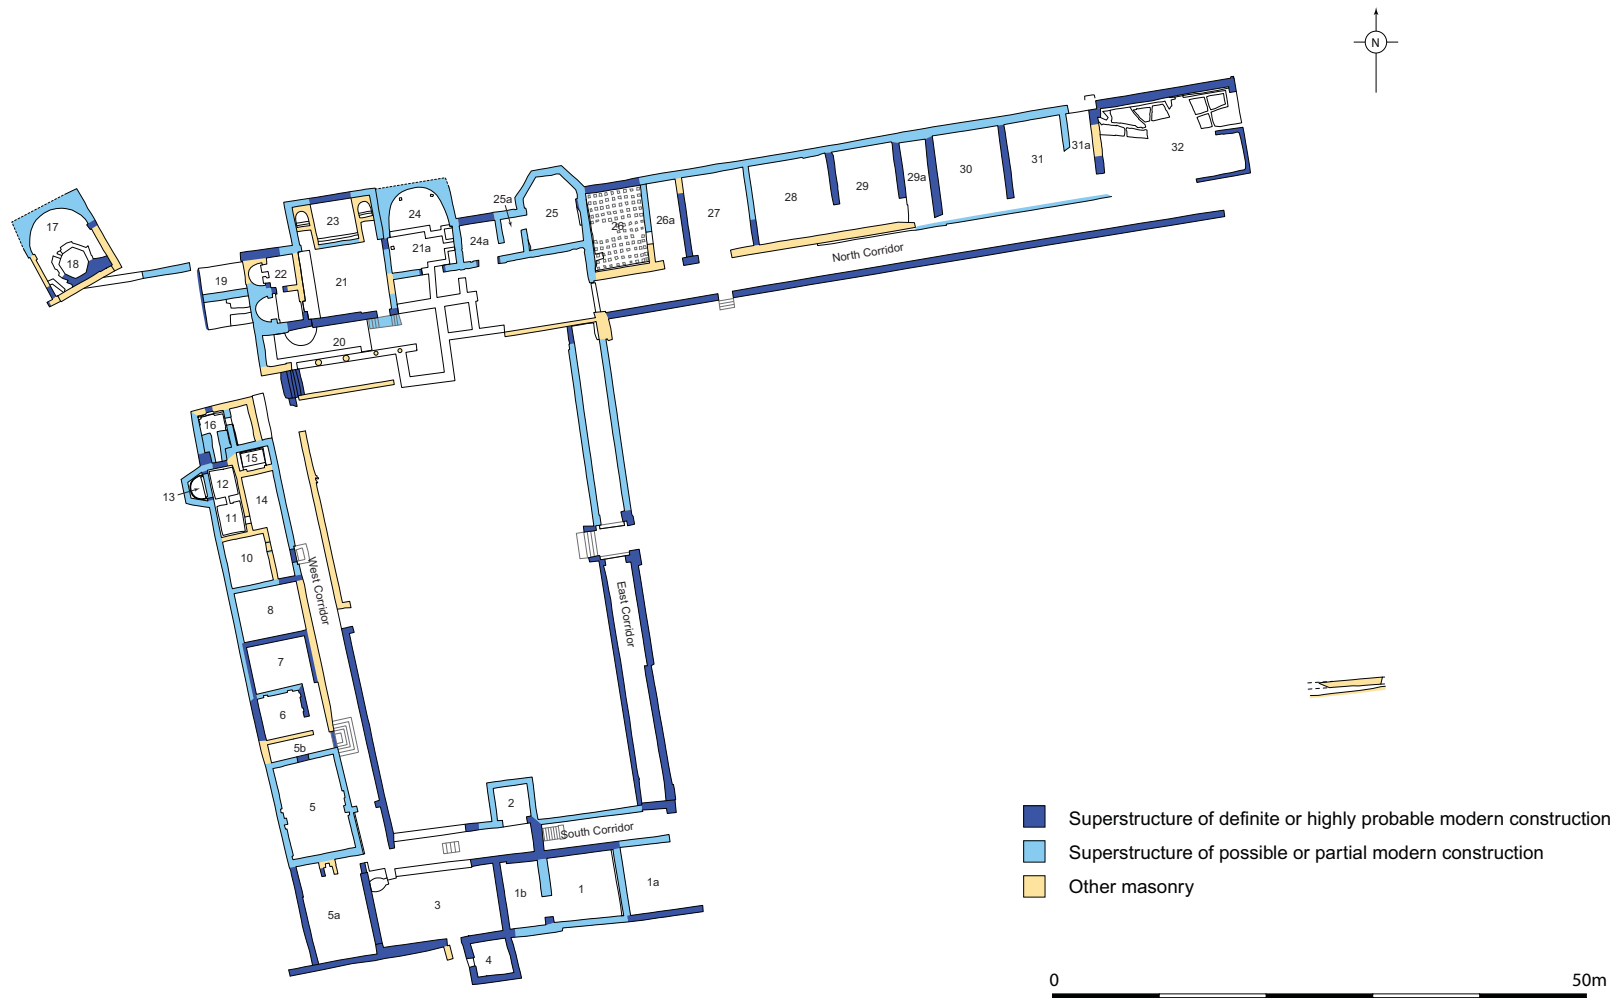 N
17
18
19
22
23
21
20
24
21a
24a
25a
25
26
26a
27
28
29
29a
30
31
31a
32
North Corridor
16
15
13
12
14
11
10
8
7
6
5b
5
5a
West Corridor
East Corridor
2
South Corridor
3
1b
1
1a
4
Superstructure of definite or highly probable modern construction
Superstructure of possible or partial modern construction
Other masonry
0
50m